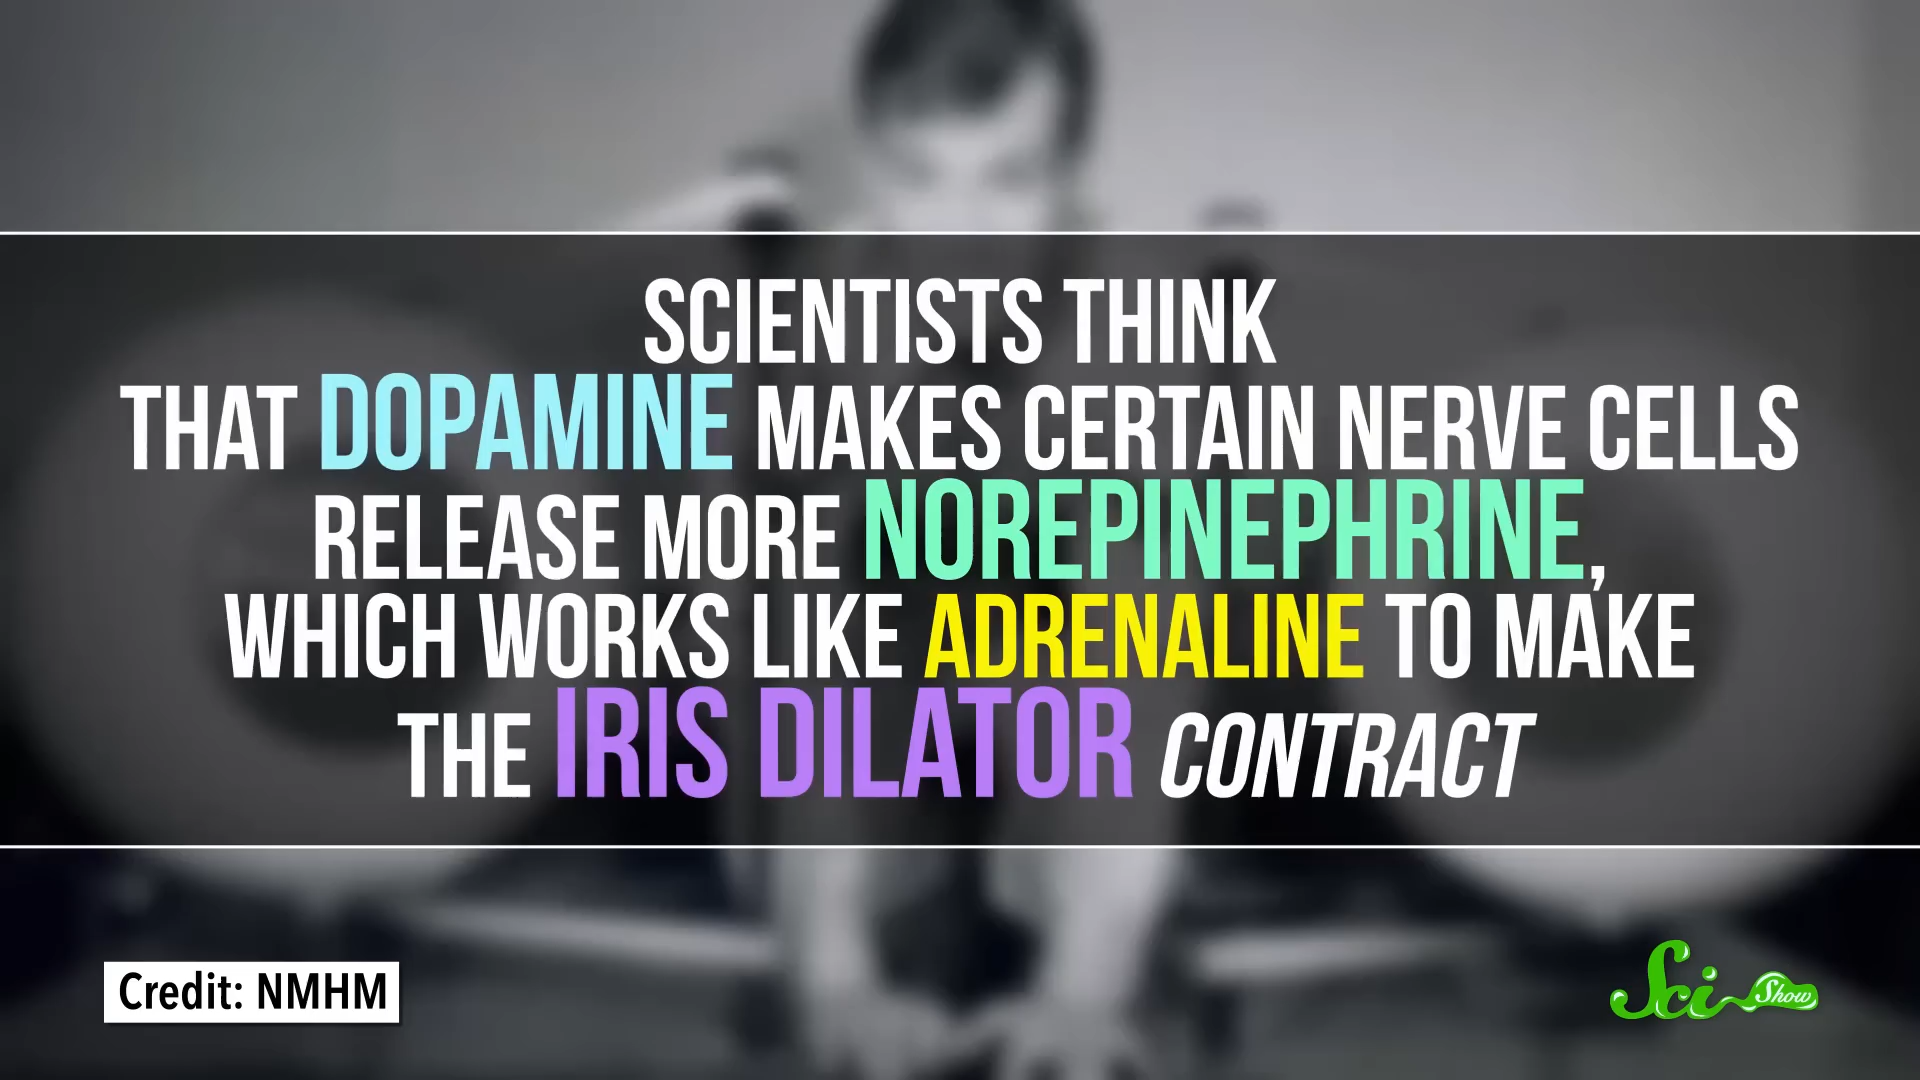 SCIENTISTS THINK
THAT DOPAMINE MAKES CERTAIN NERVE CELLS
RELEASE MORE NOREPINEPHRINE,
WHICH WORKS LIKE ADRENALINE TO MAKE
THE IRIS DILATOR CONTRACT
Credit: NMHM
Sci Show